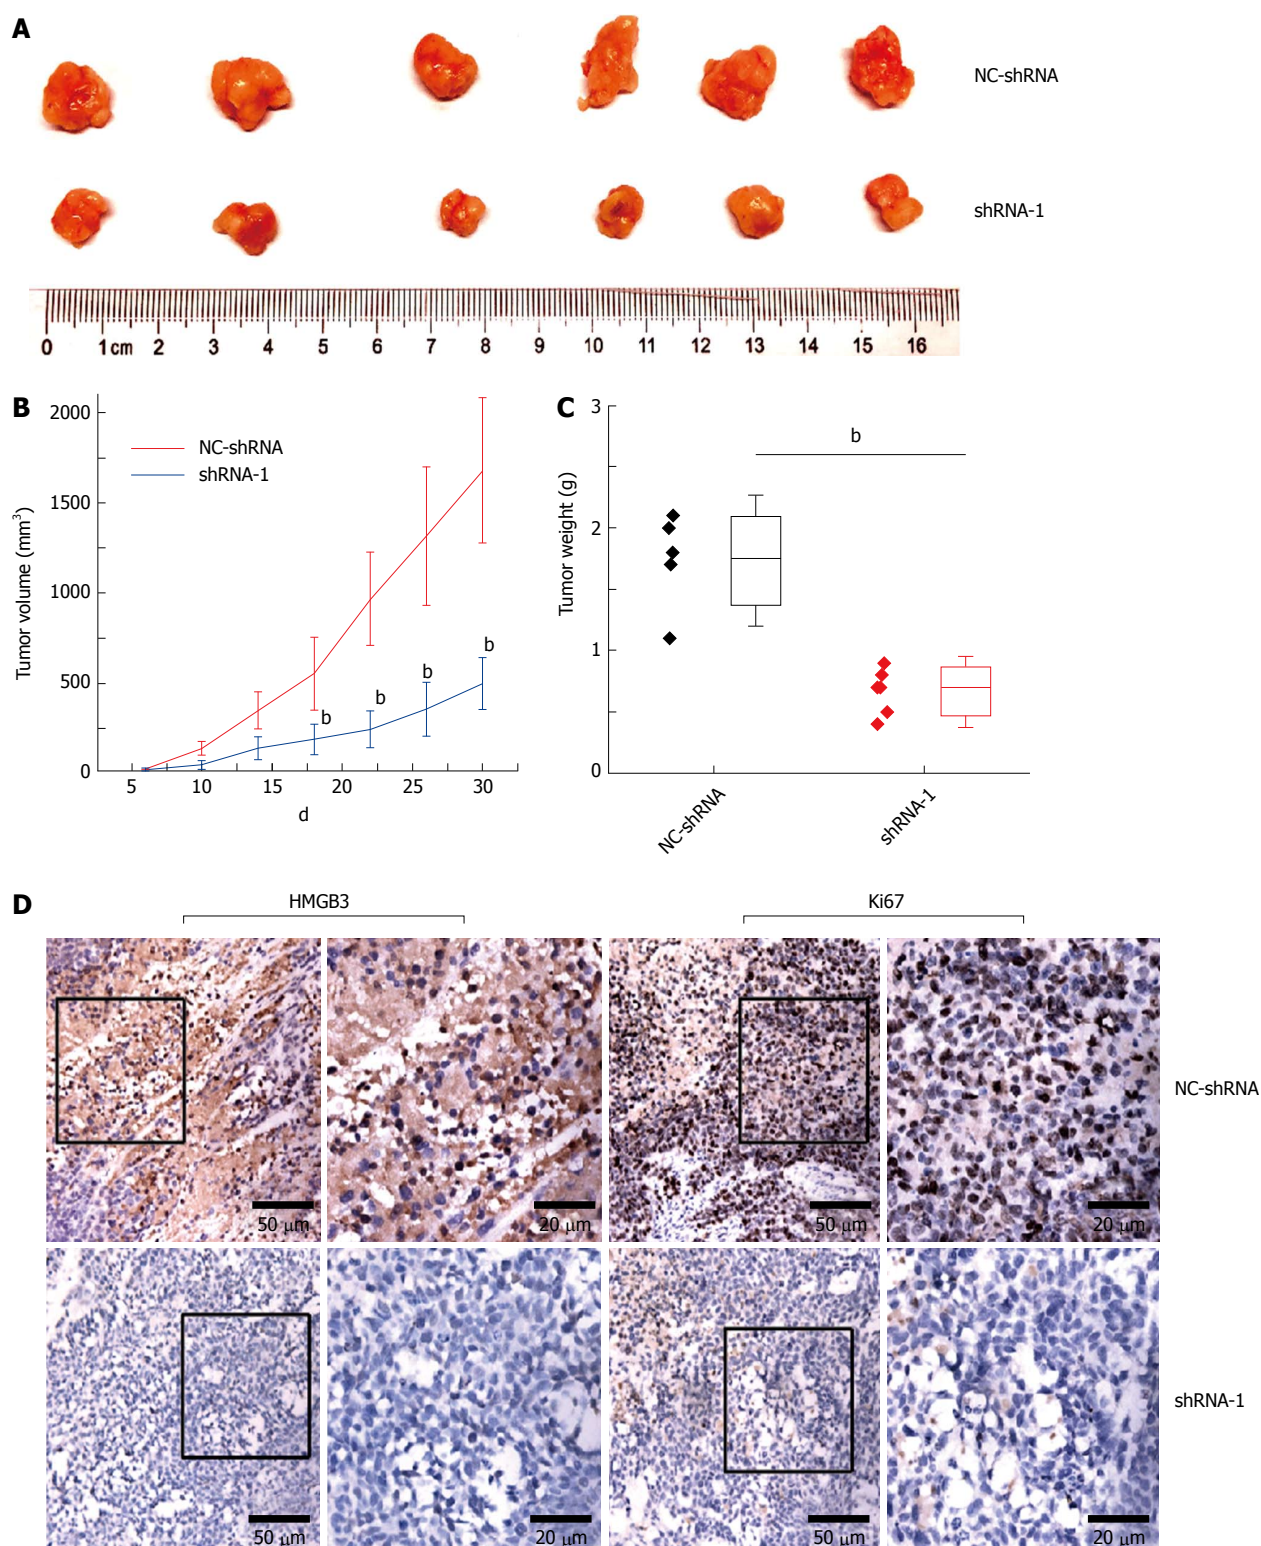 A
NC-shRNA
shRNA-1
0 1 cm 2 3 4 5 6 7 8 9 10 11 12 13 14 15 16
B
2000
1500
1000
500
0
Tumor volume (mm³)
NC-shRNA
shRNA-1
b
b
b
b
5 10 15 20 25 30
d
C
3
2
1
0
Tumor weight (g)
b
NC-shRNA
shRNA-1
D
HMGB3
Ki67
50 μm
20 μm
50 μm
20 μm
NC-shRNA
50 μm
20 μm
50 μm
20 μm
shRNA-1